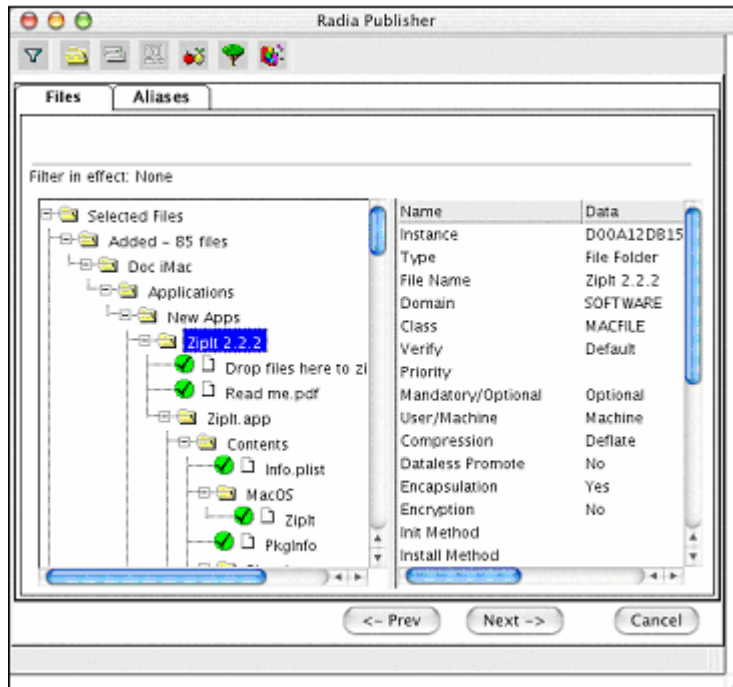 Radia Publisher
Files Aliases
Filter in effect: None
Selected Files
Added - 85 files
Doc iMac
Applications
New Apps
ZipIt 2.2.2
Drop files here to zi
Read me.pdf
ZipIt.app
Contents
Info.plist
MacOS
ZipIt
PkgInfo
Name Data
Instance D00A12DB15
Type File Folder
File Name ZipIt 2.2.2
Domain SOFTWARE
Class MACFILE
Verify Default
Priority
Mandatory/Optional Optional
User/Machine Machine
Compression Deflate
Dataless Promote No
Encapsulation Yes
Encryption No
Init Method
Install Method
<- Prev Next -> Cancel